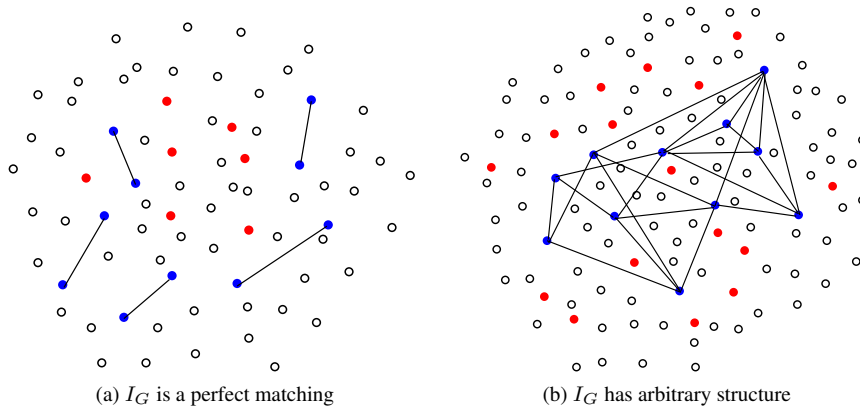 (a) I_G is a perfect matching
(b) I_G has arbitrary structure